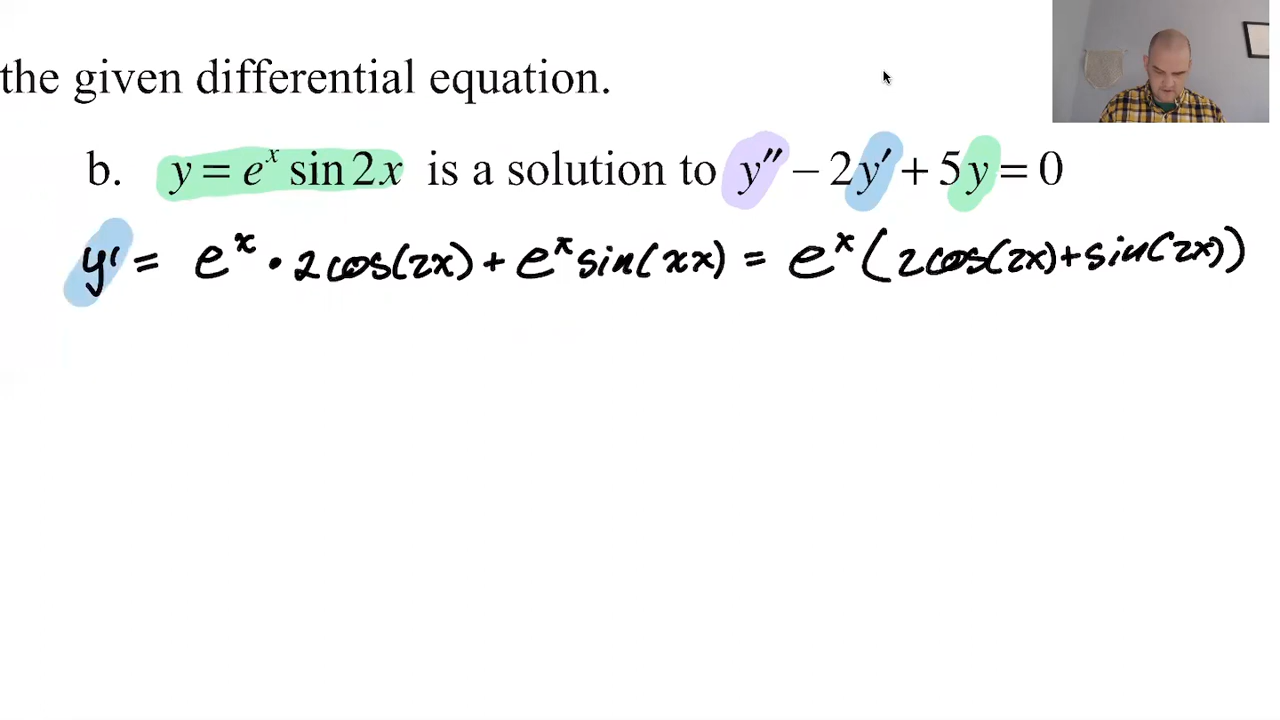 the given differential equation.
b. y = e^x sin 2x is a solution to y″ − 2y′ + 5y = 0
y' = e^x · 2cos(2x) + e^x sin(xx) = e^x (2cos(2x)+sin(2x))